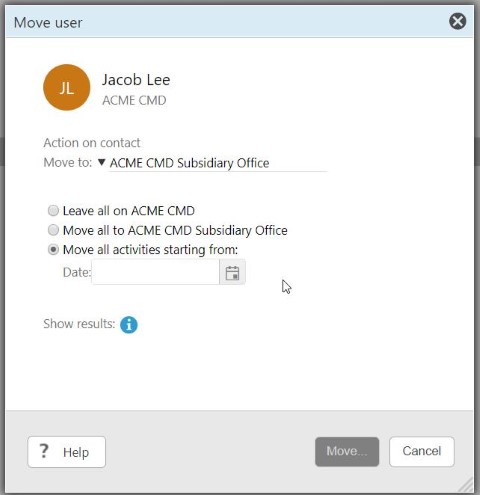 Move user
JL
Jacob Lee
ACME CMD
Action on contact
Move to: ▼ ACME CMD Subsidiary Office
Leave all on ACME CMD
Move all to ACME CMD Subsidiary Office
Move all activities starting from:
Date:
Show results:
? Help
Move...
Cancel